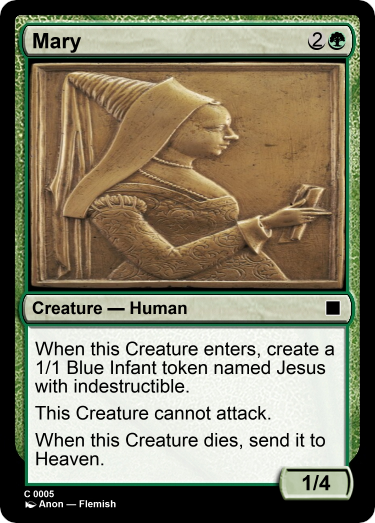 Mary 2
Creature — Human
When this Creature enters, create a
1/1 Blue Infant token named Jesus
with indestructible.
This Creature cannot attack.
When this Creature dies, send it to
Heaven.
1/4
C 0005
Anon — Flemish